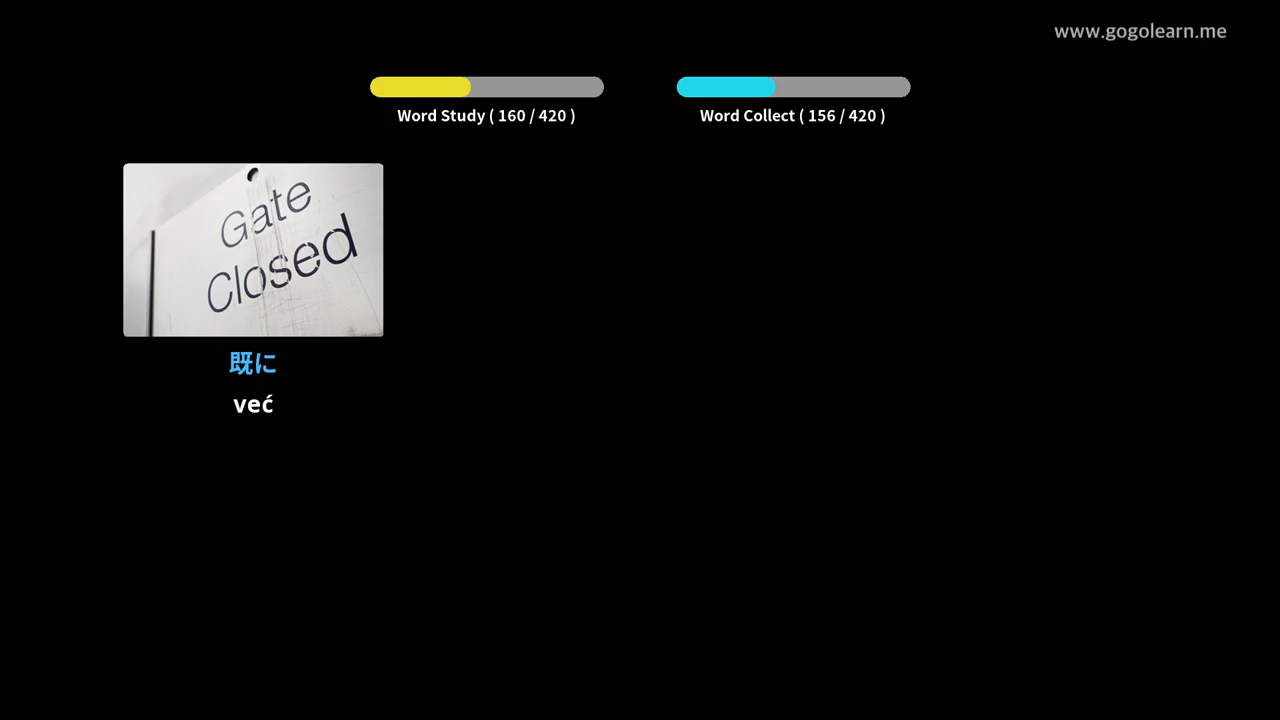 www.gogolearn.me
Word Study ( 160 / 420 )
Word Collect ( 156 / 420 )
Gate
Closed
既に
već